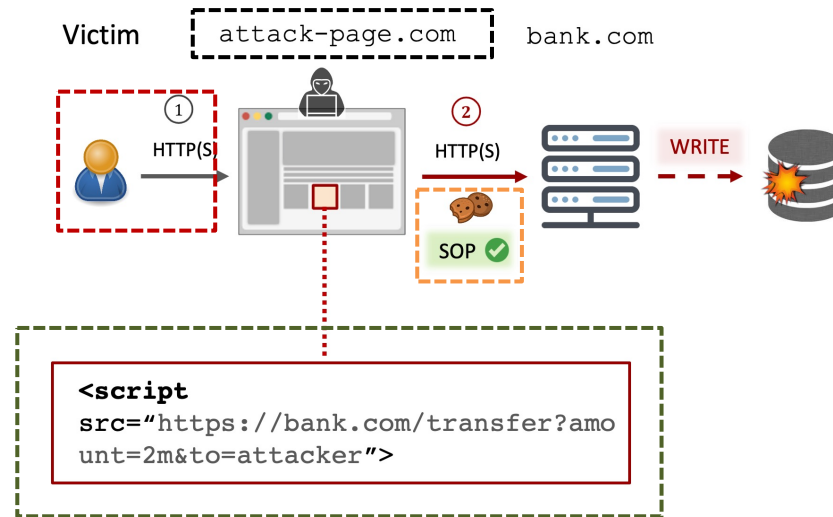 Victim
attack-page.com
bank.com
1
HTTP(S)
2
HTTP(S)
WRITE
SOP
<script
src=“https://bank.com/transfer?amo
unt=2m&to=attacker”>